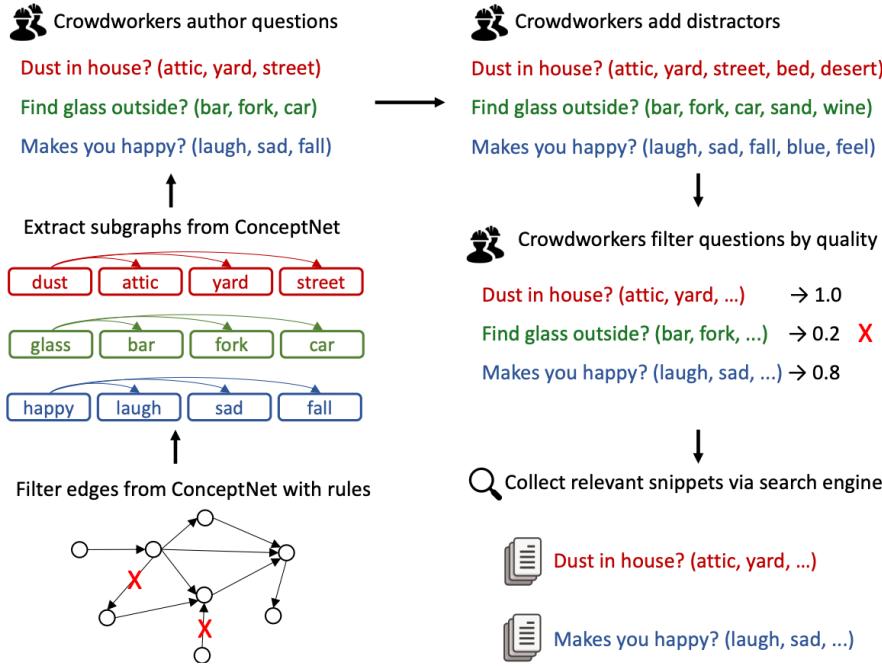 Crowdworkers author questions
Dust in house? (attic, yard, street)
Find glass outside? (bar, fork, car)
Makes you happy? (laugh, sad, fall)
Extract subgraphs from ConceptNet
dust attic yard street
glass bar fork car
happy laugh sad fall
Filter edges from ConceptNet with rules
X
X
Crowdworkers add distractors
Dust in house? (attic, yard, street, bed, desert)
Find glass outside? (bar, fork, car, sand, wine)
Makes you happy? (laugh, sad, fall, blue, feel)
Crowdworkers filter questions by quality
Dust in house? (attic, yard, …) → 1.0
Find glass outside? (bar, fork, ...) → 0.2 X
Makes you happy? (laugh, sad, ...) → 0.8
Collect relevant snippets via search engine
Dust in house? (attic, yard, …)
Makes you happy? (laugh, sad, ...)